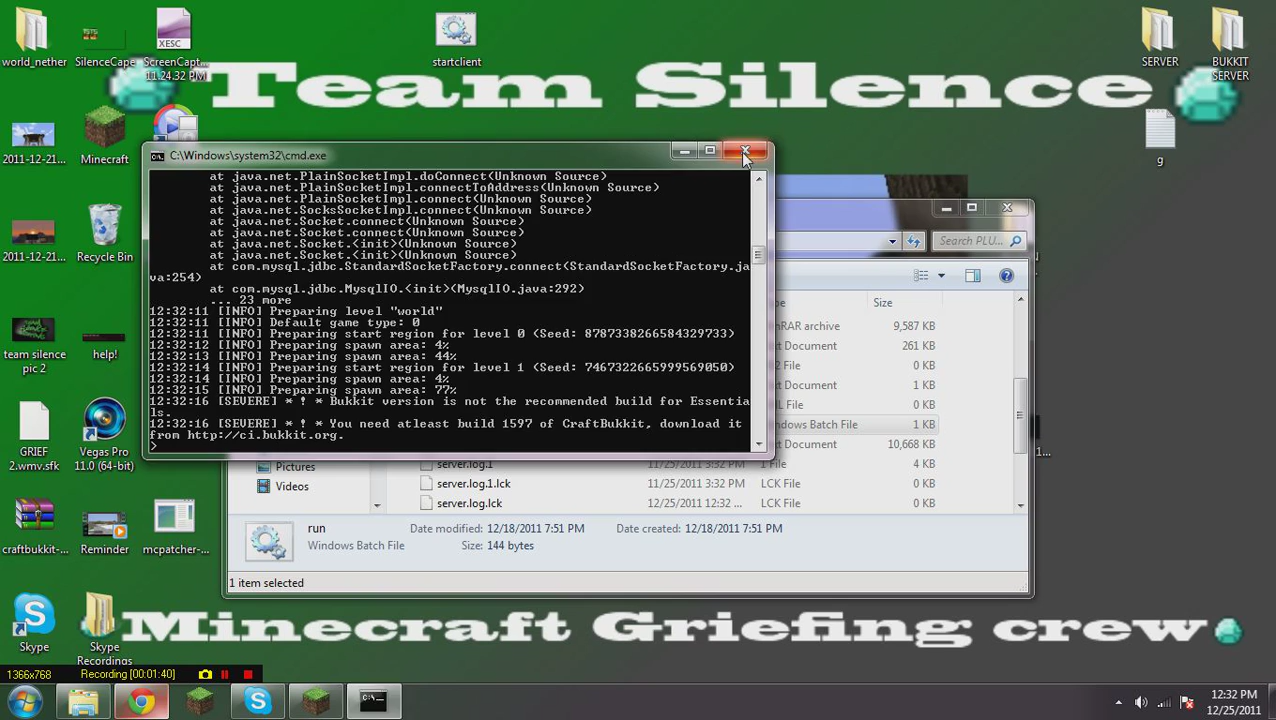 world_nether
SilenceCape
XESC
ScreenCapt...
11.24.32 PM
startclient
SERVER
BUKKIT
SERVER
Team Silence
2011-12-21...
Minecraft
g
C:\Windows\system32\cmd.exe
at java.net.PlainSocketImpl.doConnect(Unknown Source)
at java.net.PlainSocketImpl.connectToAddress(Unknown Source)
at java.net.PlainSocketImpl.connect(Unknown Source)
at java.net.SocksSocketImpl.connect(Unknown Source)
at java.net.Socket.connect(Unknown Source)
at java.net.Socket.connect(Unknown Source)
at java.net.Socket.<init>(Unknown Source)
at java.net.Socket.<init>(Unknown Source)
at com.mysql.jdbc.StandardSocketFactory.connect(StandardSocketFactory.ja
va:254)
at com.mysql.jdbc.MysqlIO.<init>(MysqlIO.java:292)
... 23 more
12:32:11 [INFO] Preparing level "world"
12:32:11 [INFO] Default game type: 0
12:32:11 [INFO] Preparing start region for level 0 (Seed: 8787338266584329733)
12:32:12 [INFO] Preparing spawn area: 4%
12:32:13 [INFO] Preparing spawn area: 44%
12:32:14 [INFO] Preparing start region for level 1 (Seed: 7467322665999569050)
12:32:14 [INFO] Preparing spawn area: 4%
12:32:15 [INFO] Preparing spawn area: 77%
12:32:16 [SEVERE] * ! * Bukkit version is not the recommended build for Essentia
ls.
12:32:16 [SEVERE] * ! * You need atleast build 1597 of CraftBukkit, download it
from http://ci.bukkit.org.
>
Search PLU...
2011-12-21...
Recycle Bin
Size
WinRAR archive 9,587 KB
Document 261 KB
File 0 KB
Document 1 KB
File 0 KB
Windows Batch File 1 KB
Document 10,668 KB
server.log.1 11/25/2011 3:32 PM 1 File 4 KB
server.log.1.lck 11/25/2011 3:32 PM LCK File 0 KB
server.log.lck 12/25/2011 12:32 ... LCK File 0 KB
Pictures
Videos
team silence
pic 2
help!
GRIEF
2.wmv.sfk
Vegas Pro
11.0 (64-bit)
craftbukkit-...
Reminder
mcpatcher-...
run
Date modified: 12/18/2011 7:51 PM
Date created: 12/18/2011 7:51 PM
Windows Batch File
Size: 144 bytes
1 item selected
Skype
Skype
Recordings
Minecraft Griefing crew
1366x768
Recording [00:01:40]
12:32 PM
12/25/2011